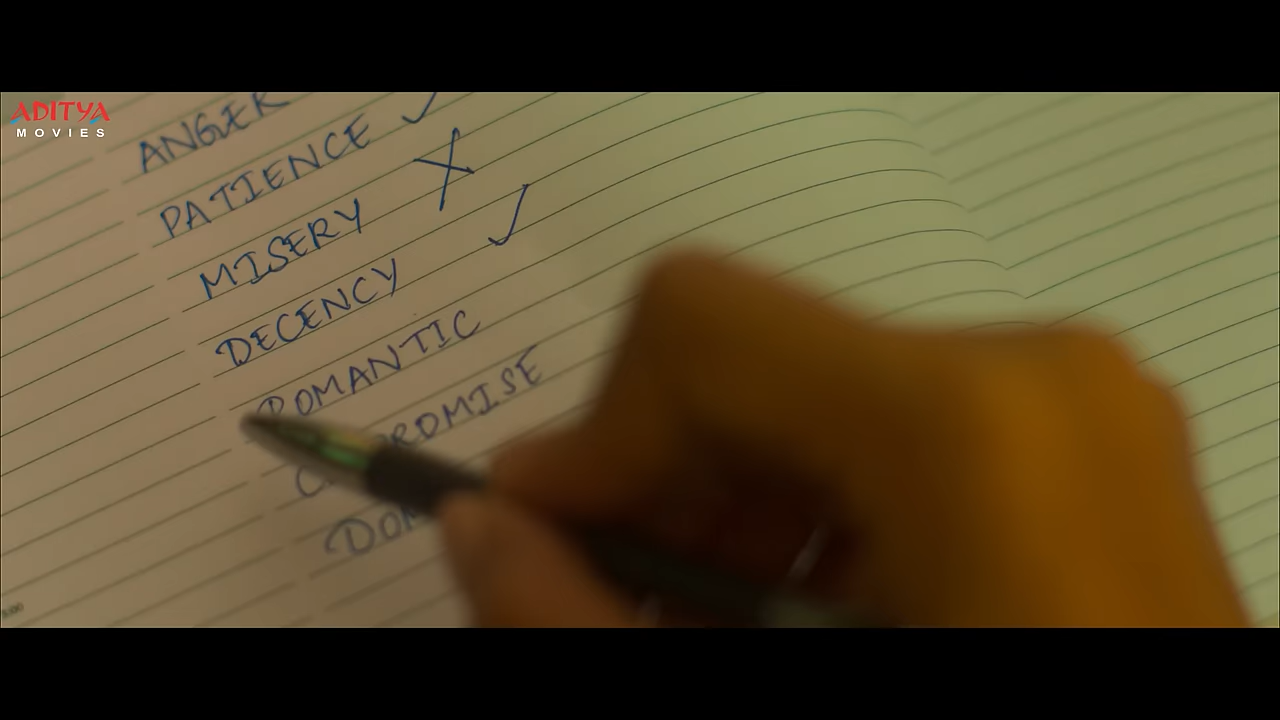 ADITYA
MOVIES
ANGER
PATIENCE ✓
MISERY X
DECENCY ✓
ROMANTIC